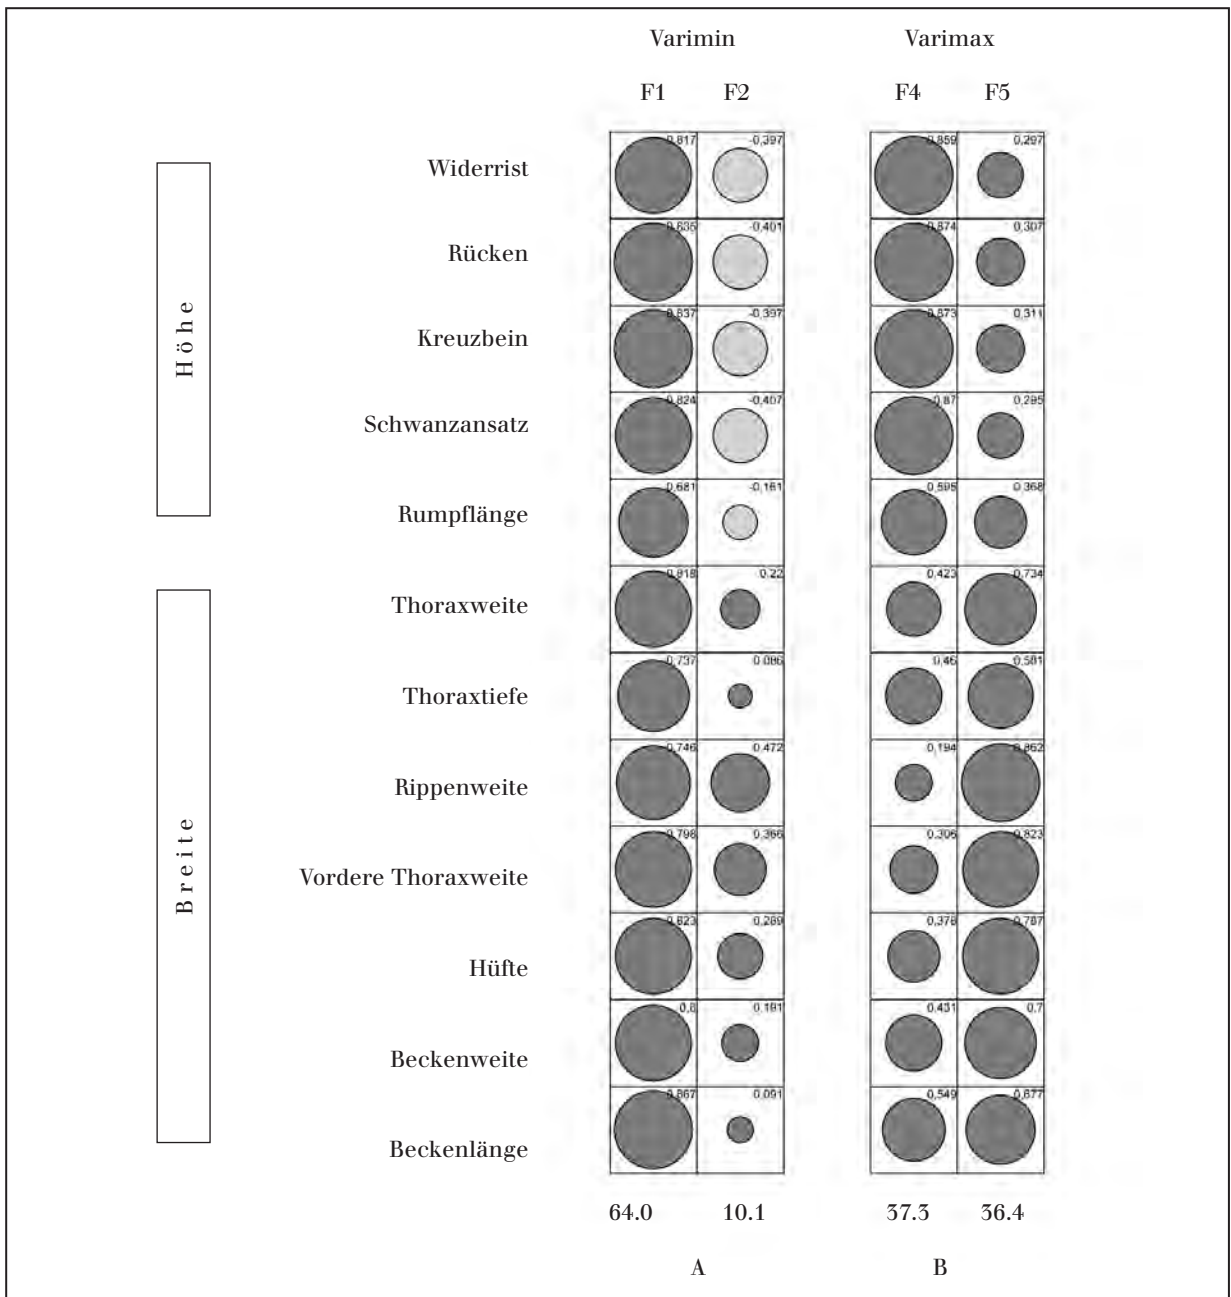 Varimin Varimax
F1 F2 F4 F5
Höhe
Widerrist 0,817 -0,397 0,859 0,297
Rücken 0,835 -0,401 0,874 0,307
Kreuzbein 0,837 -0,397 0,873 0,311
Schwanzansatz 0,824 -0,407 0,87 0,295
Rumpflänge 0,681 -0,161 0,595 0,368
Breite
Thoraxweite 0,818 0,22 0,423 0,734
Thoraxtiefe 0,737 0,086 0,46 0,581
Rippenweite 0,746 0,472 0,194 0,862
Vordere Thoraxweite 0,798 0,366 0,306 0,823
Hüfte 0,823 0,289 0,378 0,787
Beckenweite 0,8 0,191 0,431 0,7
Beckenlänge 0,867 0,091 0,549 0,677
64.0 10.1 37.3 36.4
A B